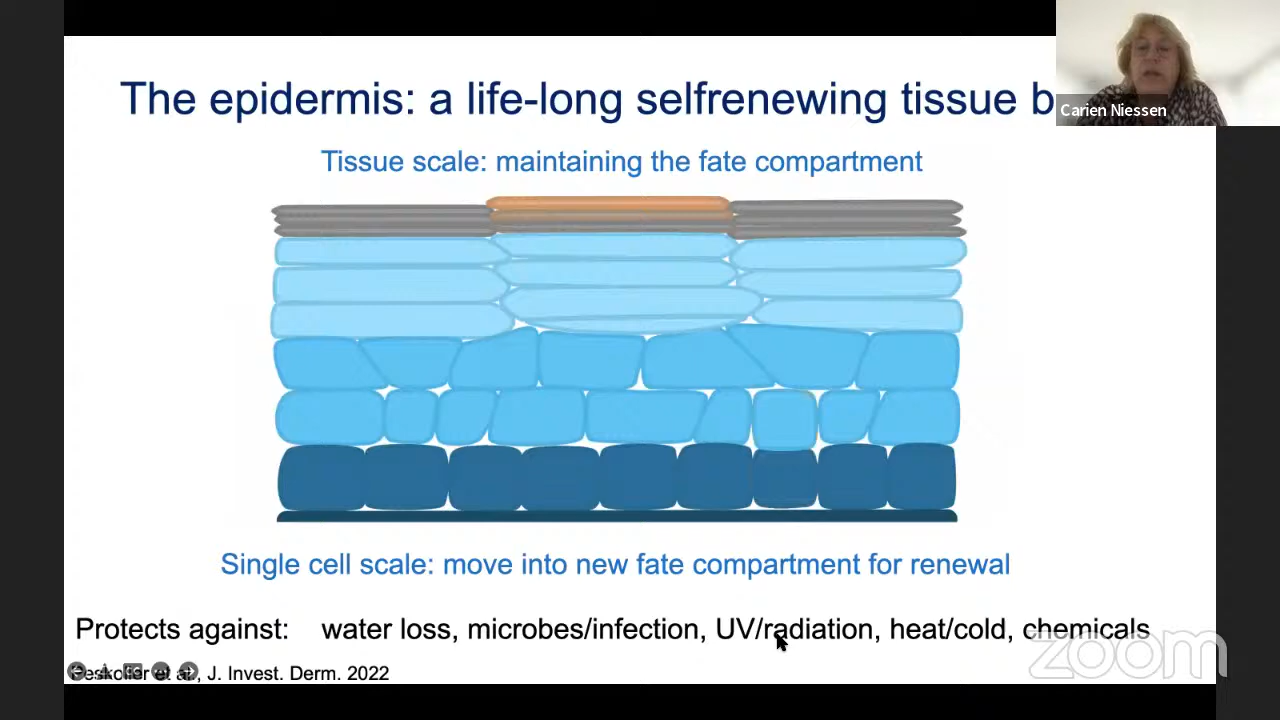 The epidermis: a life-long selfrenewing tissue b
Carien Niessen
Tissue scale: maintaining the fate compartment
Single cell scale: move into new fate compartment for renewal
Protects against: water loss, microbes/infection, UV/radiation, heat/cold, chemicals
zoom
et al., J. Invest. Derm. 2022